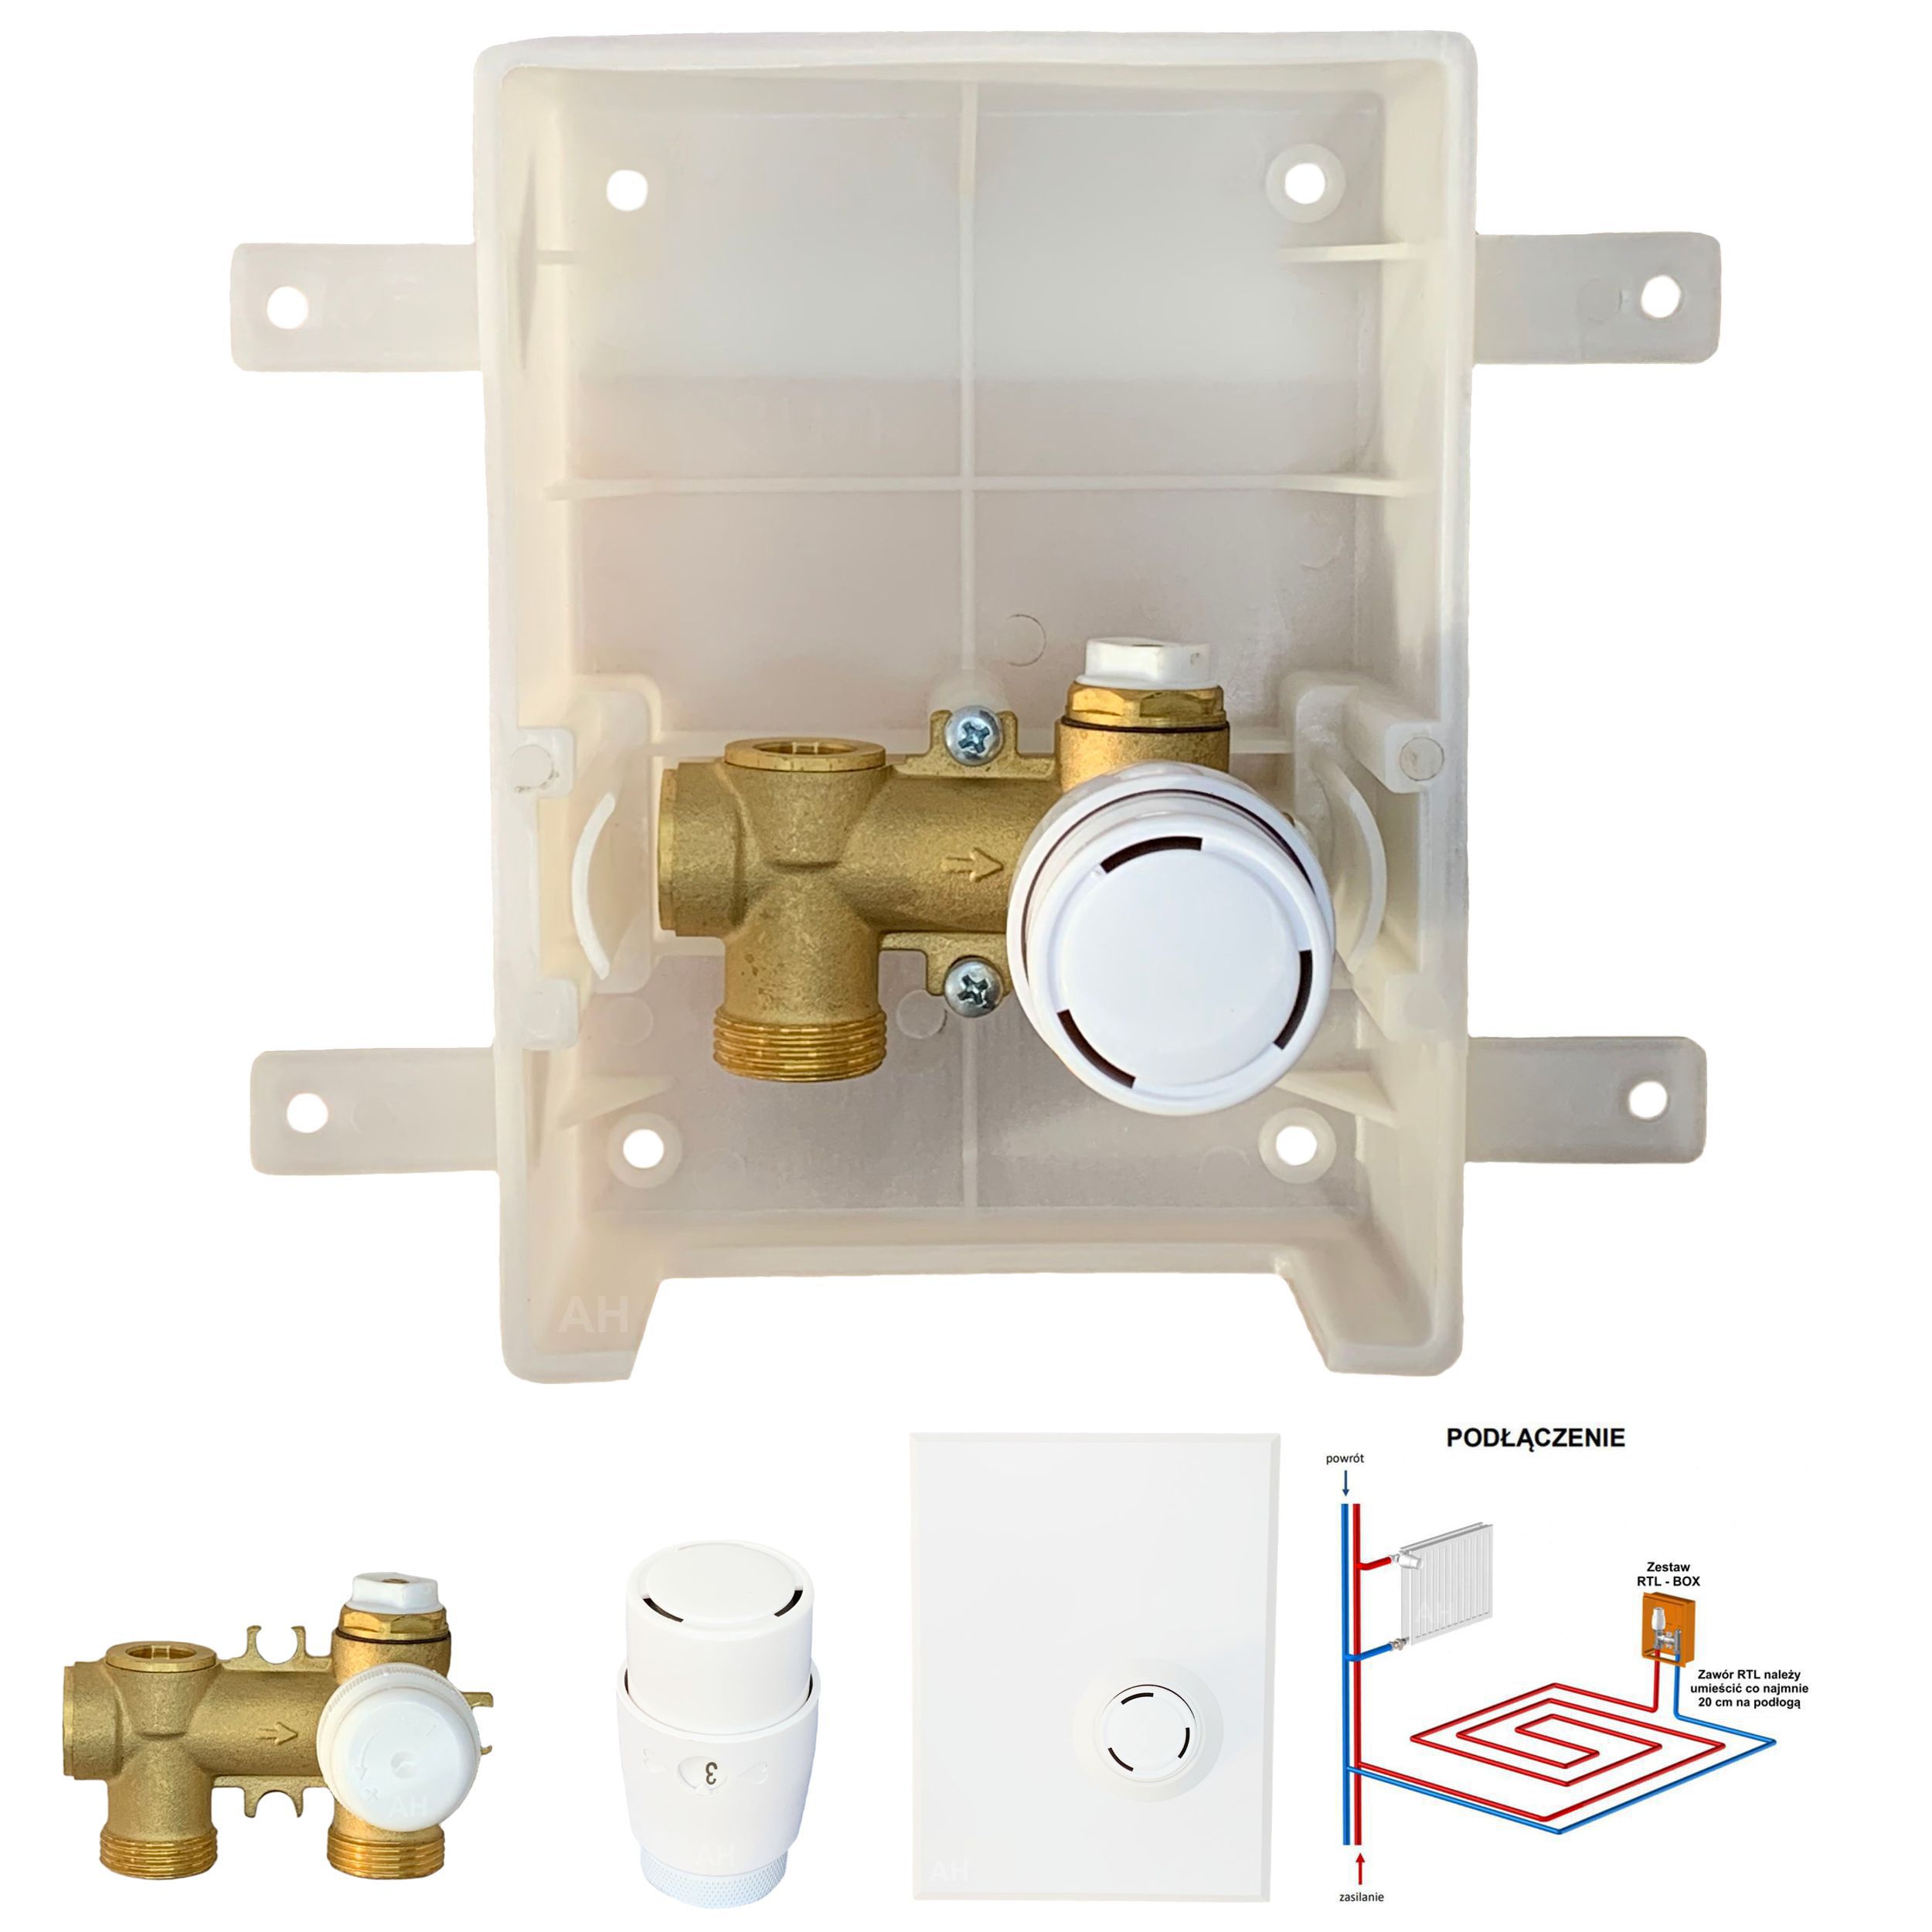 AH
PODŁĄCZENIE
powrót
Zestaw
RTL - BOX
Zawór RTL należy
umieścić co najmnie
20 cm na podłogą
zasilanie
3
AH
AH
AH